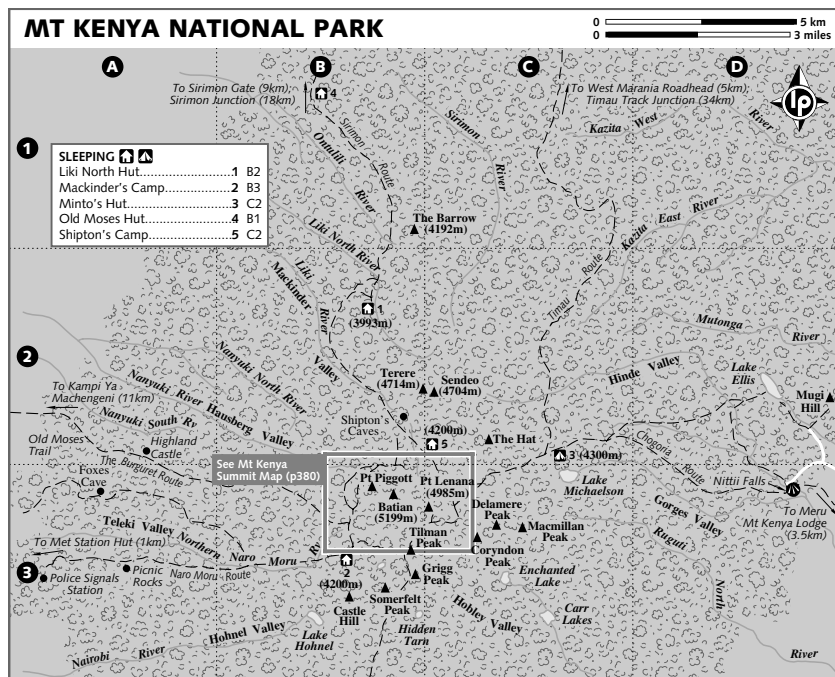 MT KENYA NATIONAL PARK
0 5 km
0 3 miles
A
B
C
D
To Sirimon Gate (9km);
Sirimon Junction (18km)
4
To West Marania Roadhead (5km);
Timau Track Junction (34km)
lp
1
SLEEPING
Liki North Hut..............................1 B2
Mackinder's Camp.....................2 B3
Minto's Hut..................................3 C2
Old Moses Hut............................4 B1
Shipton's Camp..........................5 C2
Sirimon Route
Ontulili River
Sirimon River
Kazita West River
Kazita East River
The Barrow
(4192m)
Liki North River
Liki River
Mackinder Valley
1
(3993m)
Timau Route
2
Mutonga River
Nanyuki North River
Terere
(4714m)
Sendeo
(4704m)
Hinde Valley
Lake
Ellis
Mugi
Hill
To Kampi Ya
Machengeni (11km)
Nanyuki River
Hausberg Valley
Nanyuki South Rv
Shipton's
Caves
(4200m)
5
The Hat
3 (4300m)
Chogoria Route
Old Moses
Trail
Highland
Castle
The Burguret Route
See Mt Kenya
Summit Map (p380)
Foxes
Cave
Pt Piggott
Pt Lenana
(4985m)
Batian
(5199m)
Lake
Michaelson
Nithi Falls
Delamere
Peak
Macmillan
Peak
Gorges Valley
To Meru
Mt Kenya Lodge
(3.5km)
Teleki Valley
Northern Naro Moru Rv
Tilman
Peak
Coryndon
Peak
Ruguti
To Met Station Hut (1km)
3
Police Signals
Station
Picnic
Rocks
Naro Moru Route
2
(4200m)
Grigg
Peak
Enchanted
Lake
Castle
Hill
Somerfelt
Peak
Hobley Valley
Carr
Lakes
North River
Hohnel Valley
Lake
Hohnel
Hidden
Tarn
Nairobi River